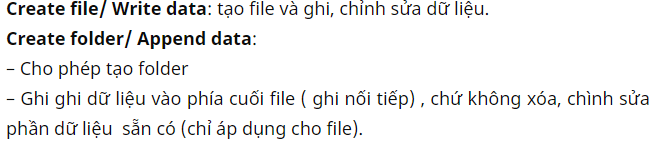 Create file/ Write data: tạo file và ghi, chỉnh sửa dữ liệu.
Create folder/ Append data:
– Cho phép tạo folder
– Ghi ghi dữ liệu vào phía cuối file ( ghi nối tiếp) , chứ không xóa, chình sửa
phần dữ liệu  sẵn có (chỉ áp dụng cho file).